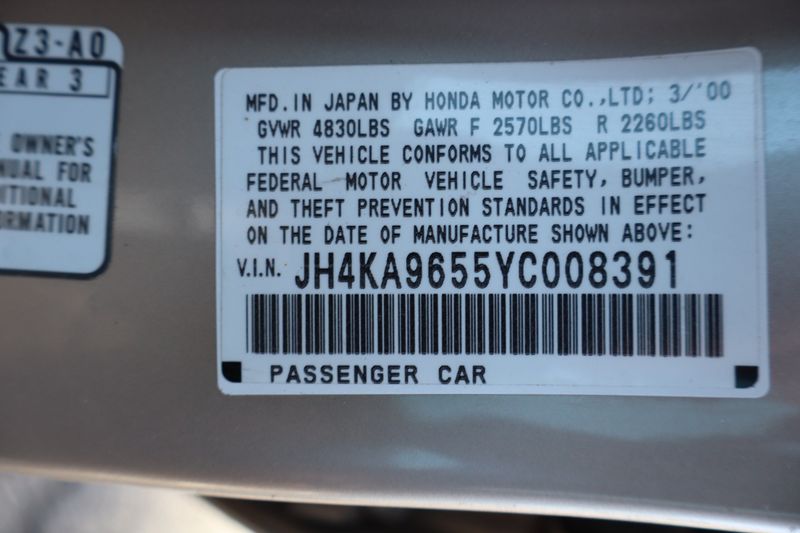 Z3-A0
EAR 3
OWNER'S
UAL FOR
ITIONAL
ORMATION
MFD.IN JAPAN BY HONDA MOTOR CO.,LTD; 3/'00
GVWR 4830LBS GAWR F 2570LBS R 2260LBS
THIS VEHICLE CONFORMS TO ALL APPLICABLE
FEDERAL MOTOR VEHICLE SAFETY, BUMPER,
AND THEFT PREVENTION STANDARDS IN EFFECT
ON THE DATE OF MANUFACTURE SHOWN ABOVE:
V.I.N. JH4KA9655YC008391
PASSENGER CAR